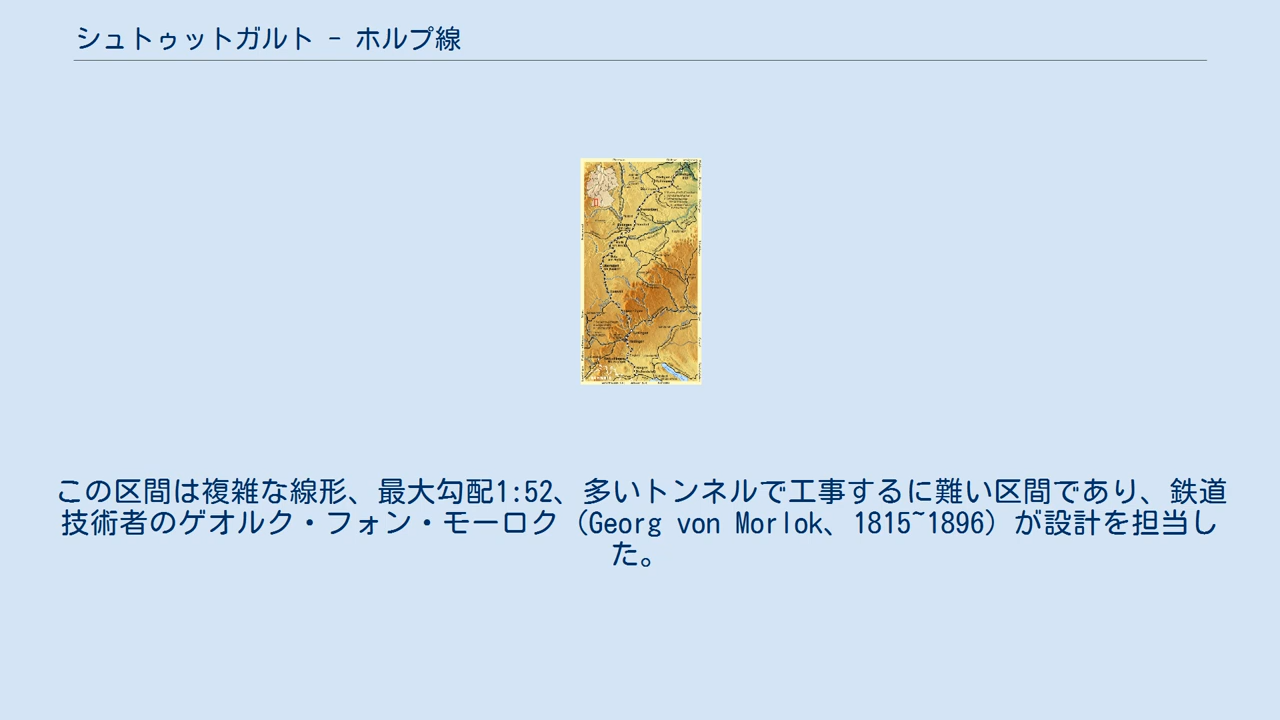 シュトゥットガルト - ホルプ線
この区間は複雑な線形、最大勾配1:52、多いトンネルで工事するに難い区間であり、鉄道
技術者のゲオルク・フォン・モーロク（Georg von Morlok、1815~1896）が設計を担当し
た。